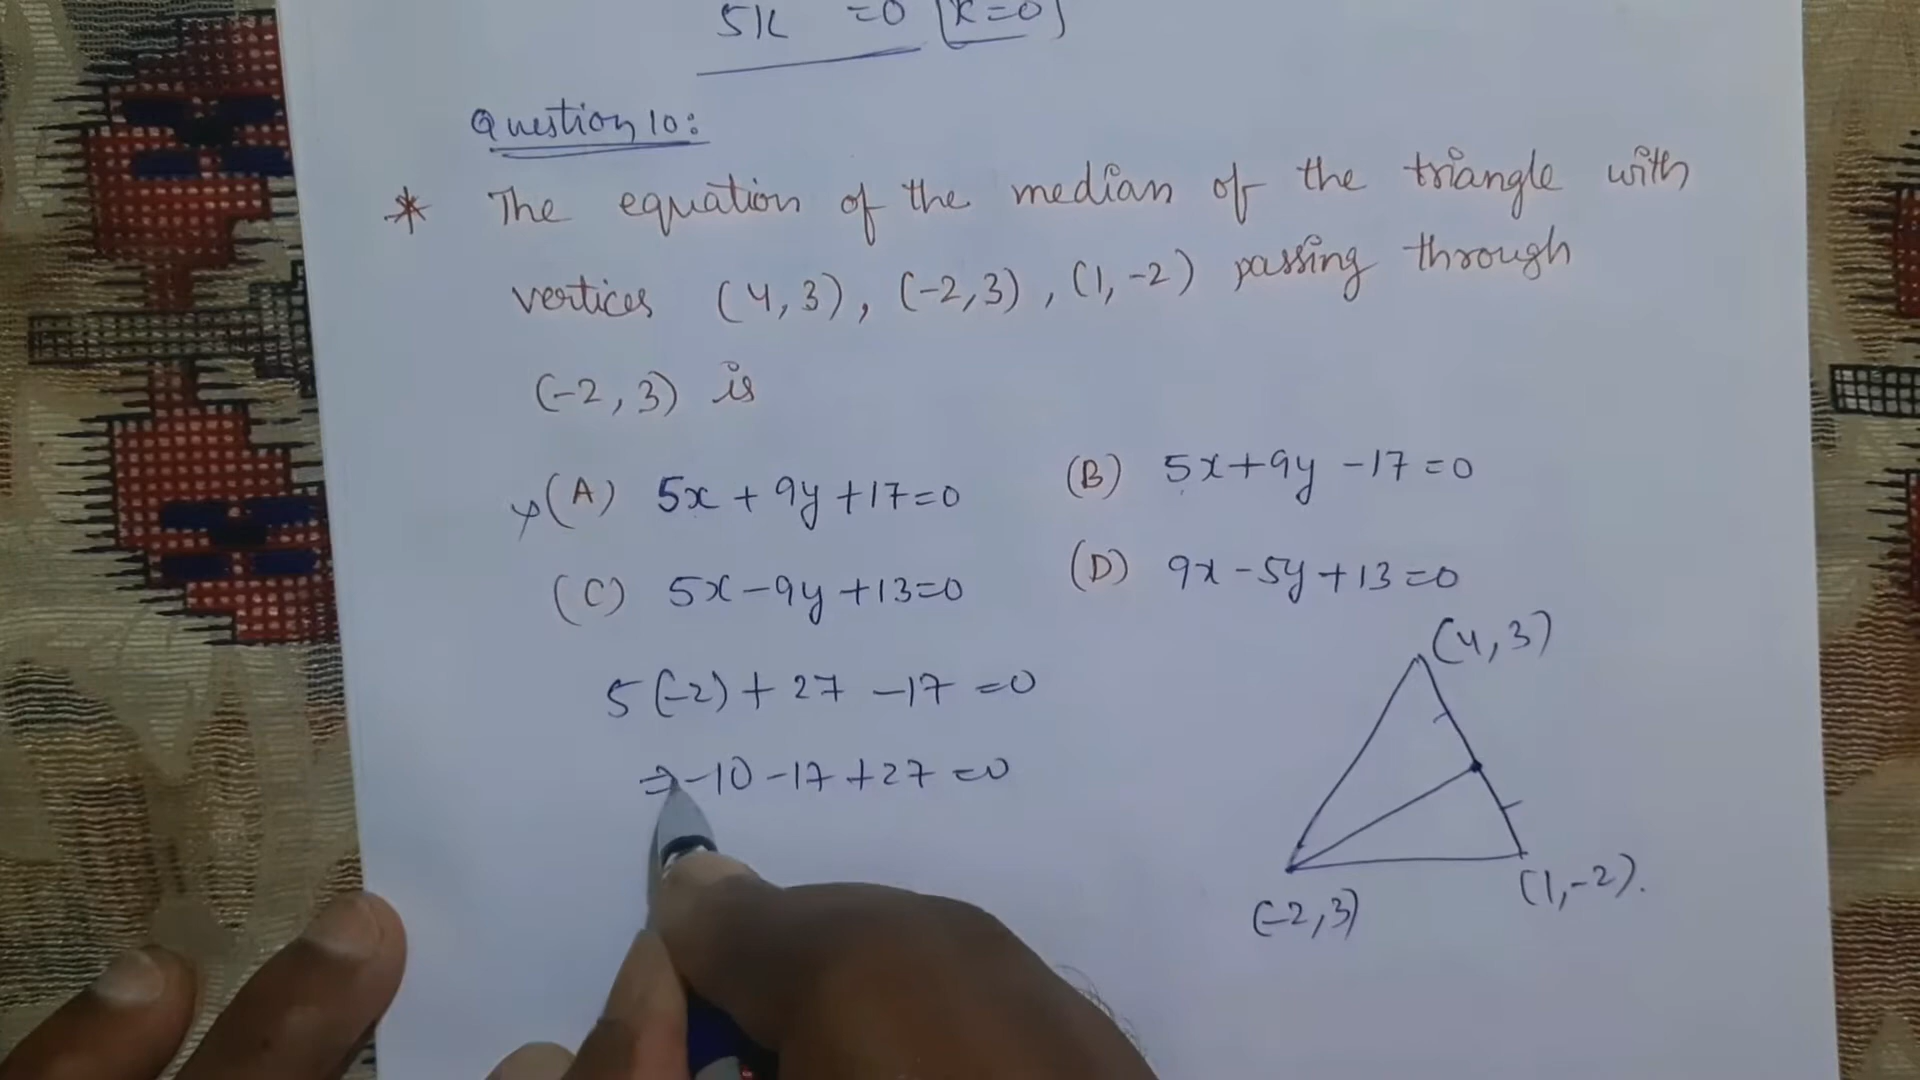 5K =0 [K=0]
Question 10:
* The equation of the median of the triangle with
vertices (4,3), (-2,3), (1,-2) passing through
(-2,3) is
x(A) 5x + 9y +17=0
(B) 5x+9y -17=0
(C) 5x-9y +13=0
(D) 9x-5y+13=0
5(-2)+ 27 -17 =0
⇒-10-17+27=0
(4,3)
(-2,3)
(1,-2).